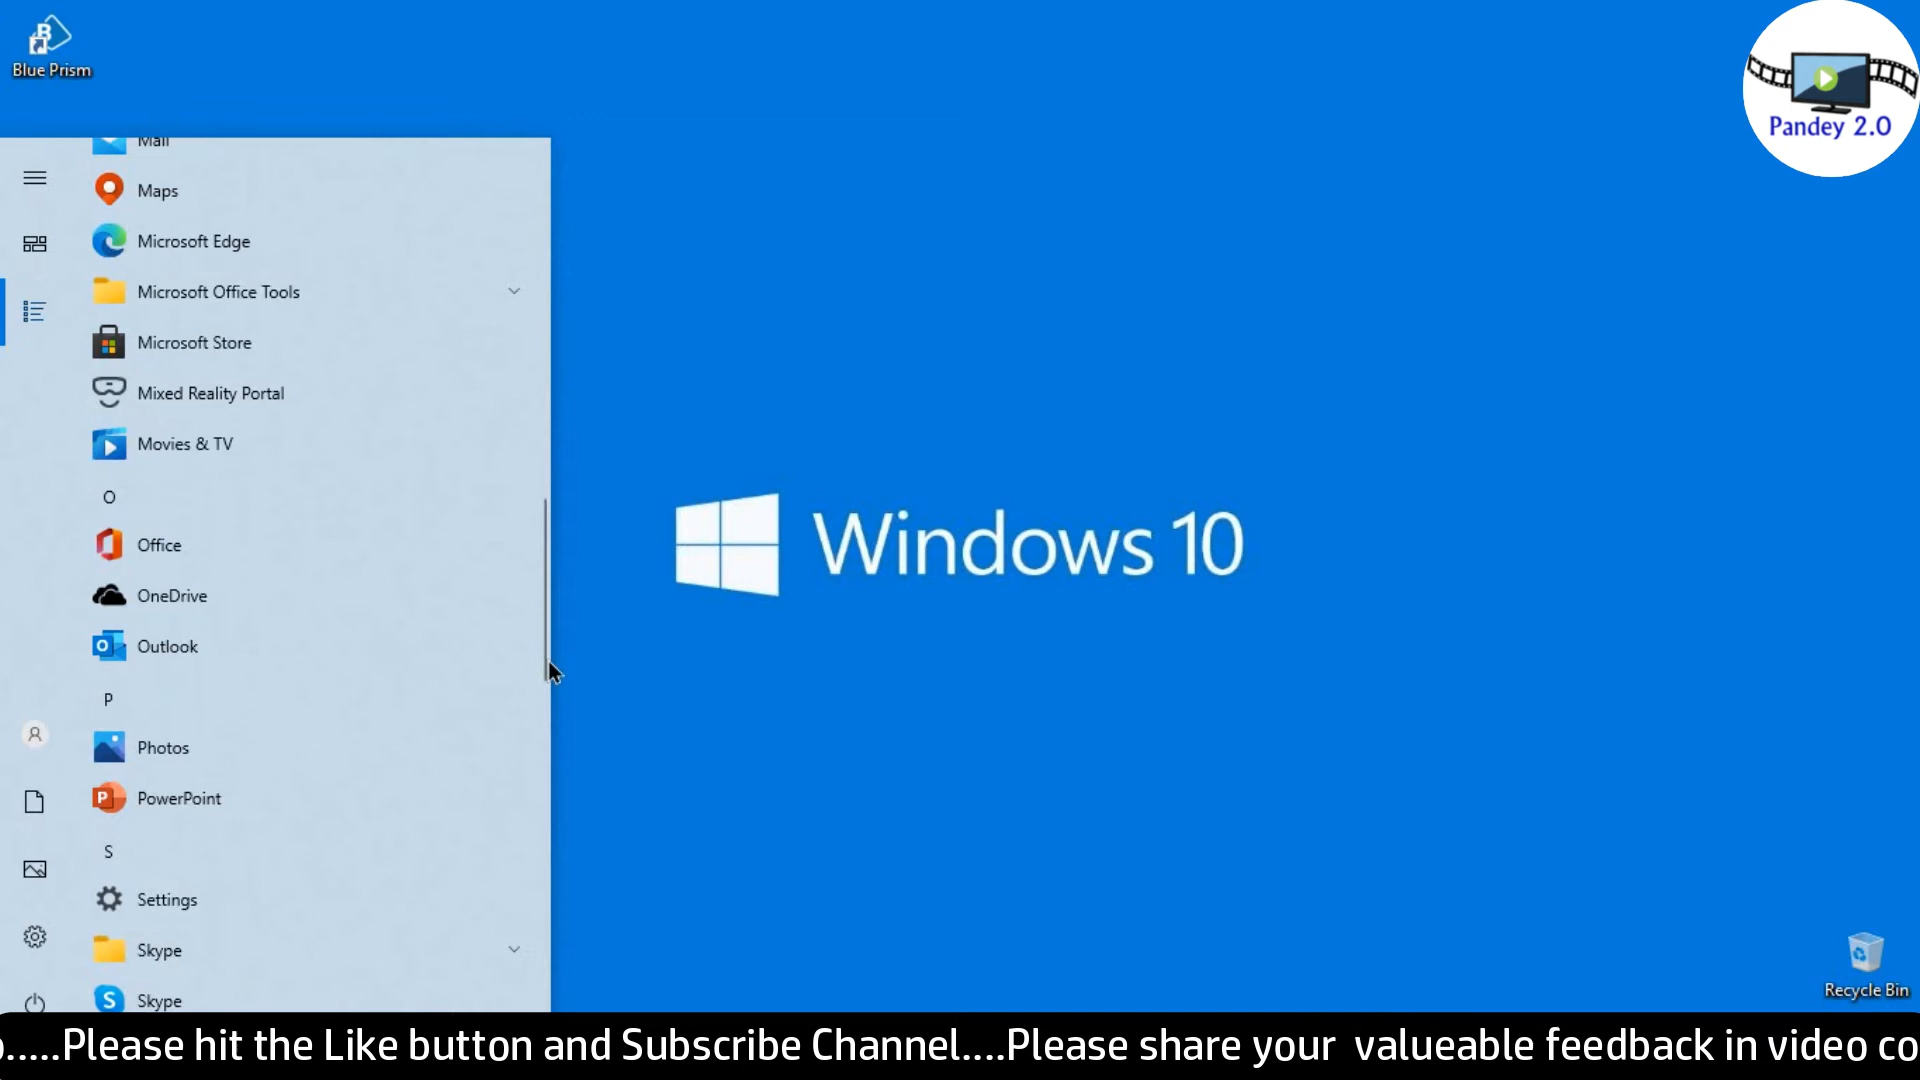 Blue Prism
Pandey 2.0
Mail
Maps
Microsoft Edge
Microsoft Office Tools
Microsoft Store
Mixed Reality Portal
Movies & TV
O
Office
OneDrive
Outlook
P
Photos
PowerPoint
S
Settings
Skype
Skype
Windows 10
Recycle Bin
.....Please hit the Like button and Subscribe Channel....Please share your valueable feedback in video co